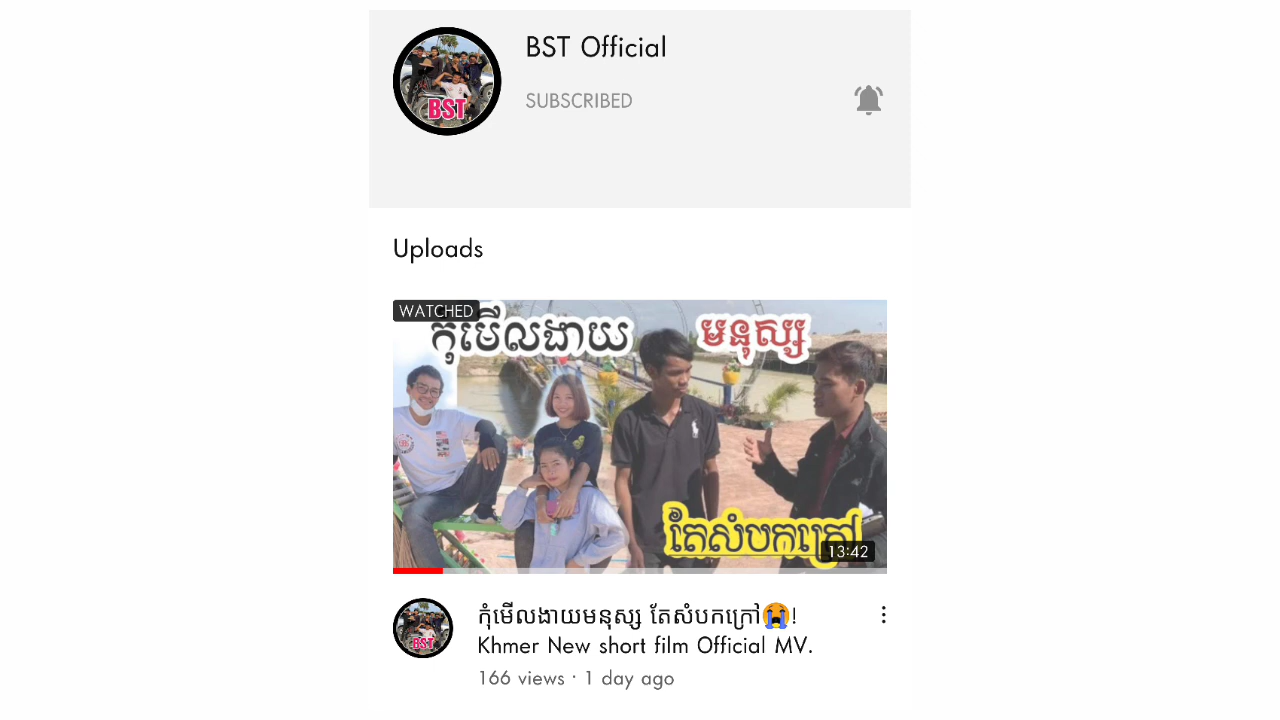 BST Official
BST
SUBSCRIBED
Uploads
WATCHED
កុំមើលងាយ មនុស្ស
តែសំបកក្រៅ
13:42
កុំមើលងាយមនុស្ស តែសំបកក្រៅ😭!
BST
Khmer New short film Official MV.
166 views · 1 day ago